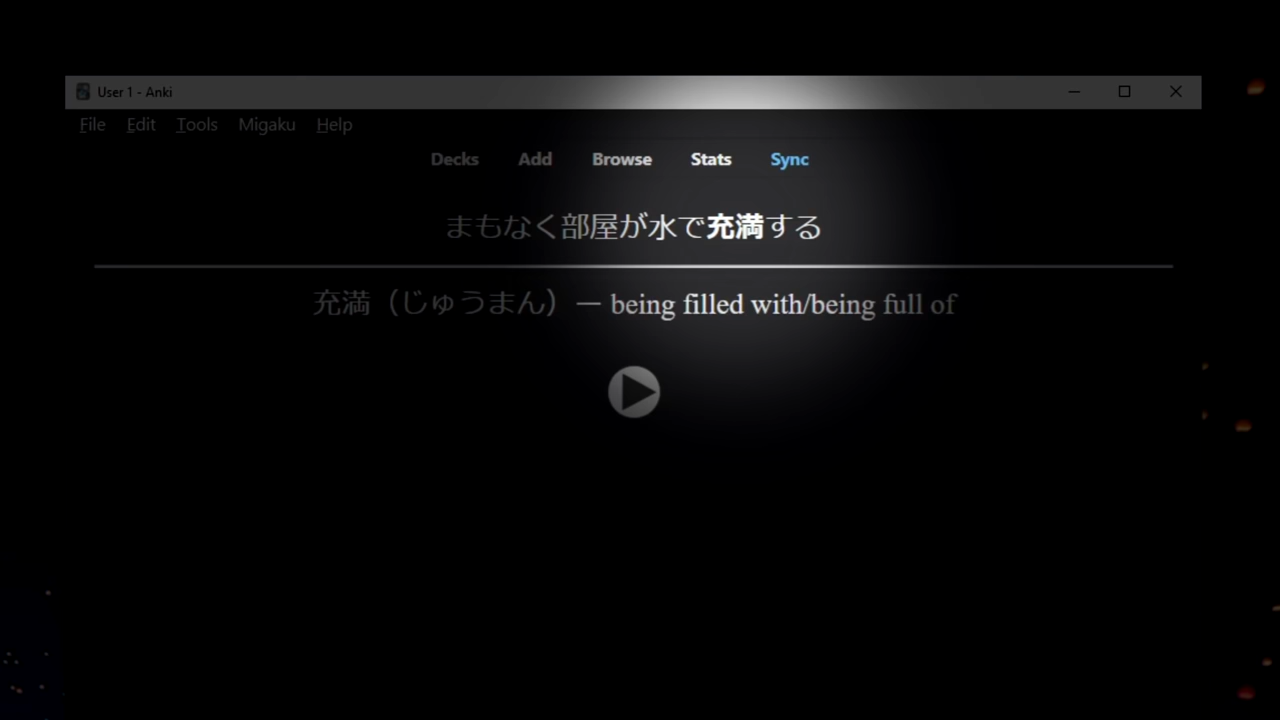 User 1 - Anki
File Edit Tools Migaku Help
Decks Add Browse Stats Sync
まもなく部屋が水で充満する
充満（じゅうまん）— being filled with/being full of